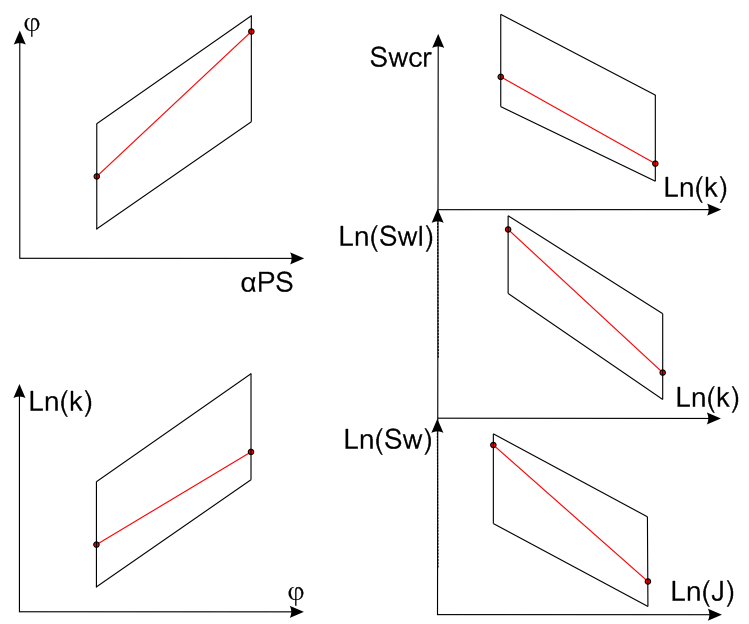 φ
αPS
Ln(k)
φ
Swcr
Ln(k)
Ln(Swl)
Ln(k)
Ln(Sw)
Ln(J)